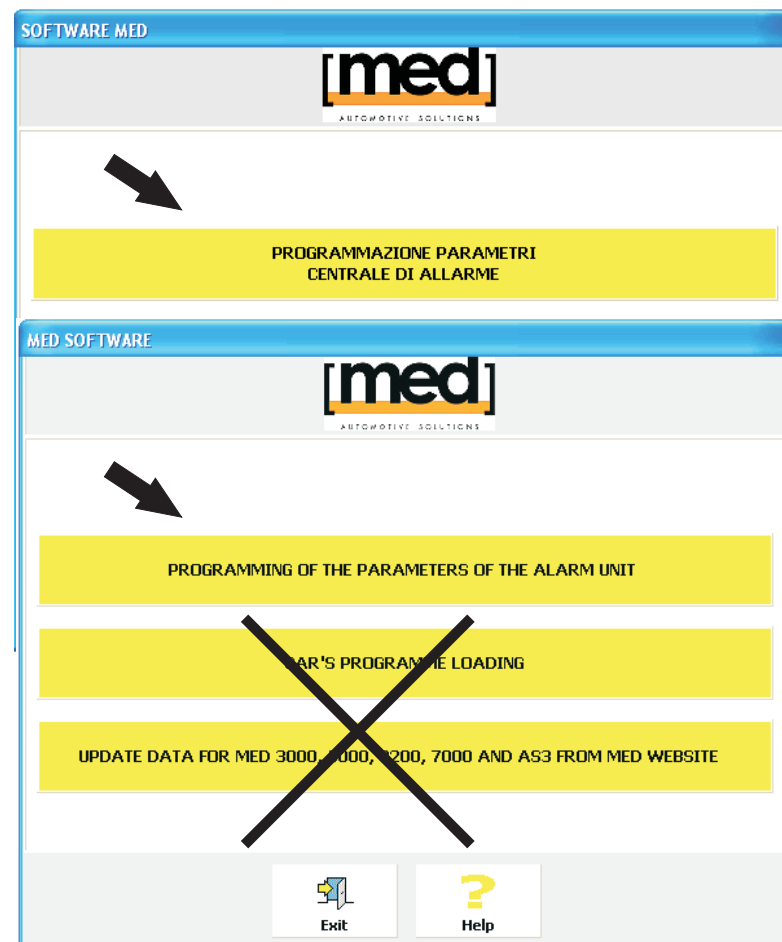 SOFTWARE MED
[med]
AUTOMOTIVE SOLUTIONS
PROGRAMMAZIONE PARAMETRI
CENTRALE DI ALLARME
MED SOFTWARE
[med]
AUTOMOTIVE SOLUTIONS
PROGRAMMING OF THE PARAMETERS OF THE ALARM UNIT
PROGRAMME LOADING
UPDATE DATA FOR MED 3000, 7000 AND AS3 FROM MED WEBSITE
Exit
Help